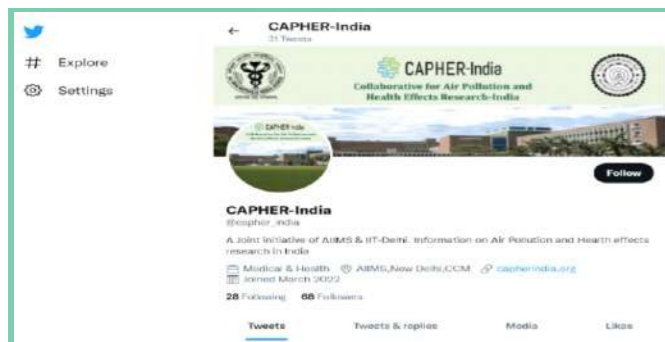 CAPHER-India
21 Tweets
Explore
Settings
CAPHER-India
Collaborative for Air Pollution and
Health Effects Research-India
CAPHER-India
Follow
CAPHER-India
@capher_india
A Joint Initiative of AIIMS & IIT-Delhi. Information on Air Pollution and Health effects
research in India
Medical & Health AIIMS,New Delhi,CCM capherindia.org
Joined March 2022
28 Following 68 Followers
Tweets Tweets & replies Media Likes